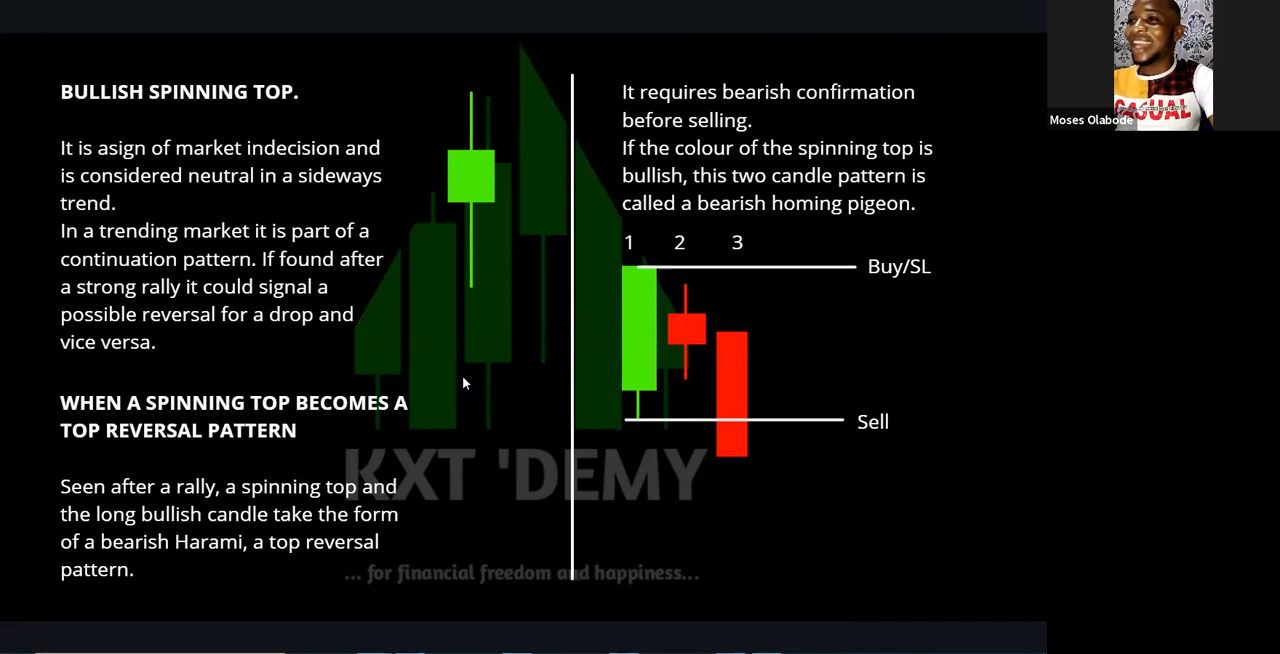 BULLISH SPINNING TOP.
It is asign of market indecision and
is considered neutral in a sideways
trend.
In a trending market it is part of a
continuation pattern. If found after
a strong rally it could signal a
possible reversal for a drop and
vice versa.
WHEN A SPINNING TOP BECOMES A
TOP REVERSAL PATTERN
Seen after a rally, a spinning top and
the long bullish candle take the form
of a bearish Harami, a top reversal
pattern.
It requires bearish confirmation
before selling.
If the colour of the spinning top is
bullish, this two candle pattern is
called a bearish homing pigeon.
1 2 3
Buy/SL
Sell
KXT 'DEMY
... for financial freedom and happiness...
CASUAL
Moses Olabode